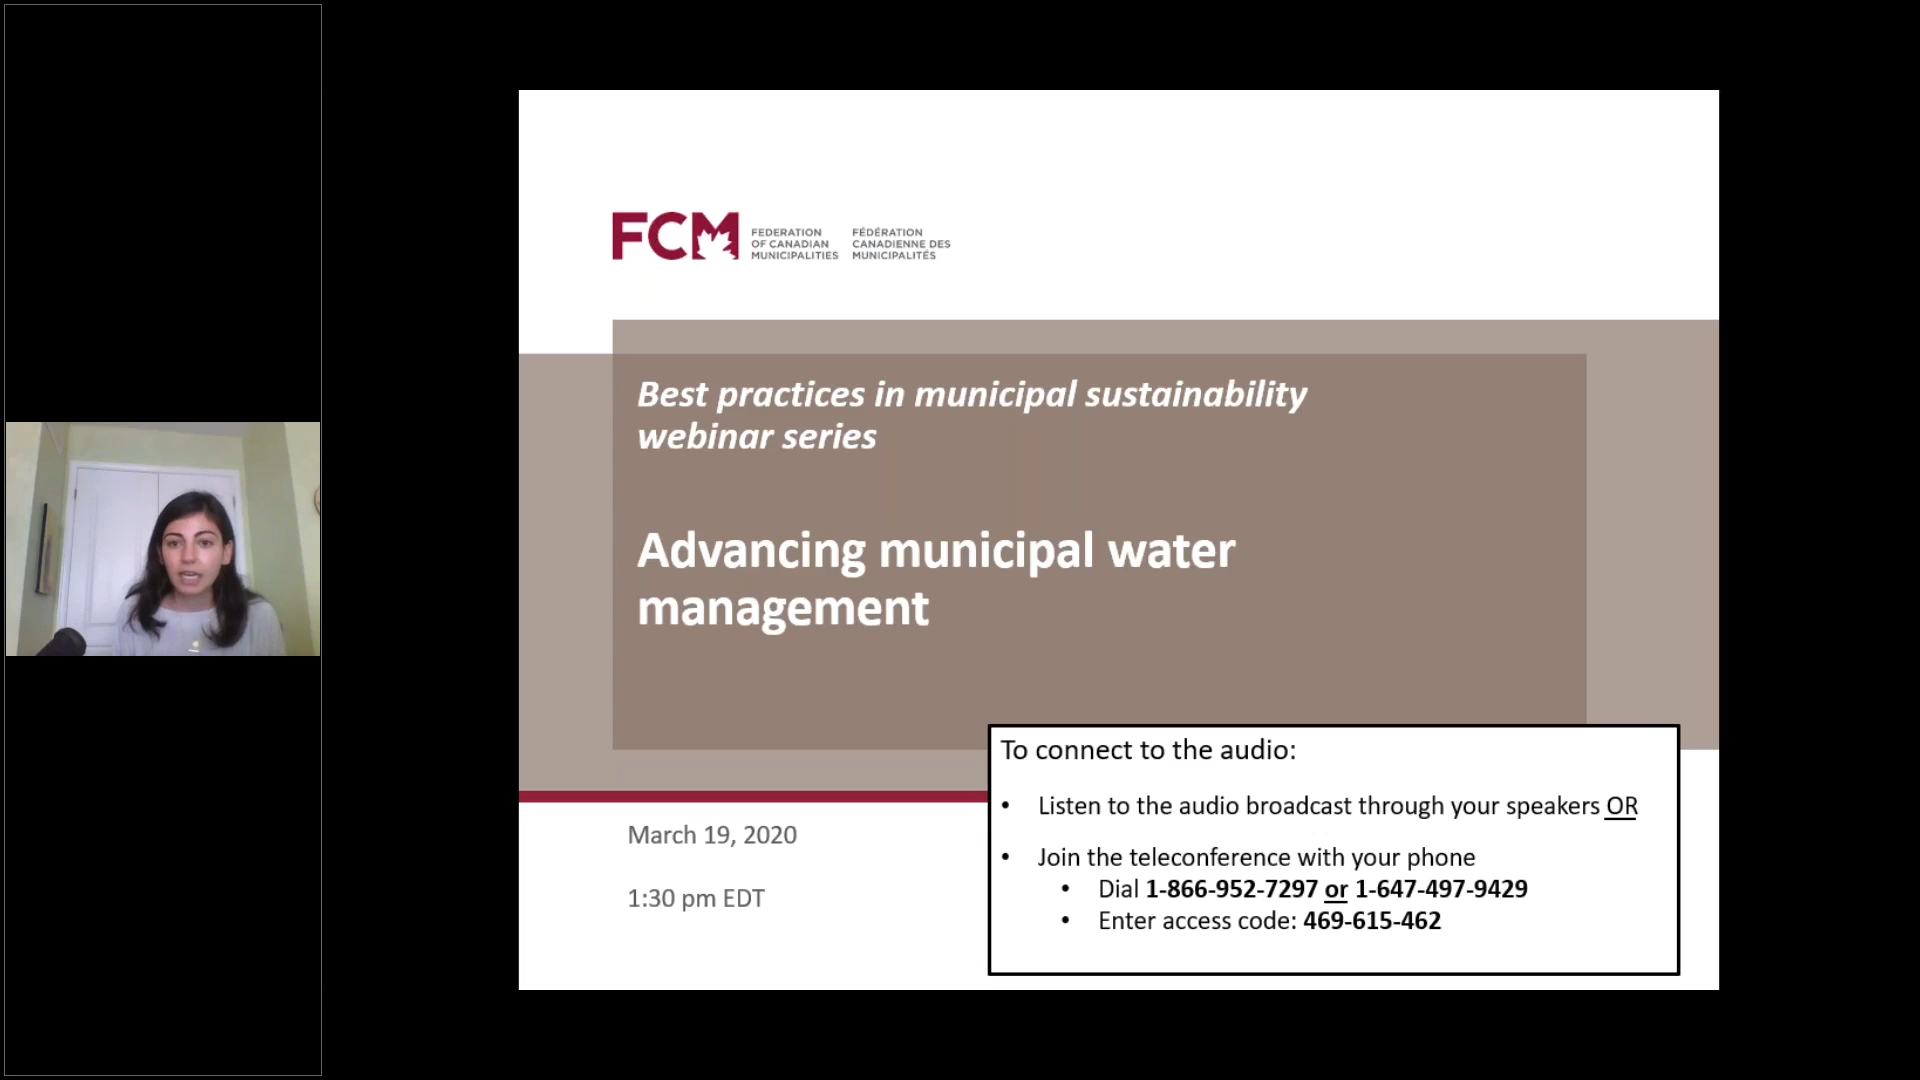 FCM
FEDERATION
OF CANADIAN
MUNICIPALITIES
FÉDÉRATION
CANADIENNE DES
MUNICIPALITÉS
Best practices in municipal sustainability
webinar series
Advancing municipal water
management
March 19, 2020
1:30 pm EDT
To connect to the audio:
• Listen to the audio broadcast through your speakers OR
• Join the teleconference with your phone
• Dial 1-866-952-7297 or 1-647-497-9429
• Enter access code: 469-615-462